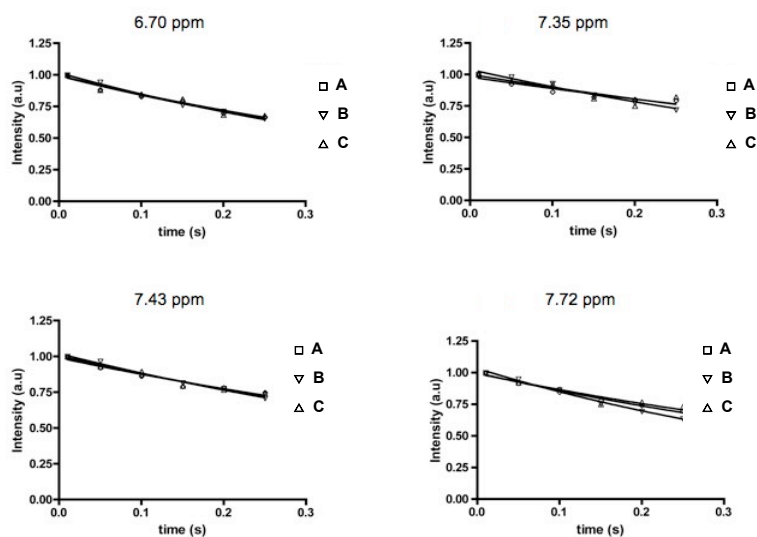 6.70 ppm
1.25
1.00
0.75
0.50
0.25
0.00
Intensity (a.u)
0.0 0.1 0.2 0.3
time (s)
A
B
C
7.35 ppm
1.25
1.00
0.75
0.50
0.25
0.00
Intensity (a.u)
0.0 0.1 0.2 0.3
time (s)
A
B
C
7.43 ppm
1.25
1.00
0.75
0.50
0.25
0.00
Intensity (a.u)
0.0 0.1 0.2 0.3
time (s)
A
B
C
7.72 ppm
1.25
1.00
0.75
0.50
0.25
0.00
Intensity (a.u)
0.0 0.1 0.2 0.3
time (s)
A
B
C